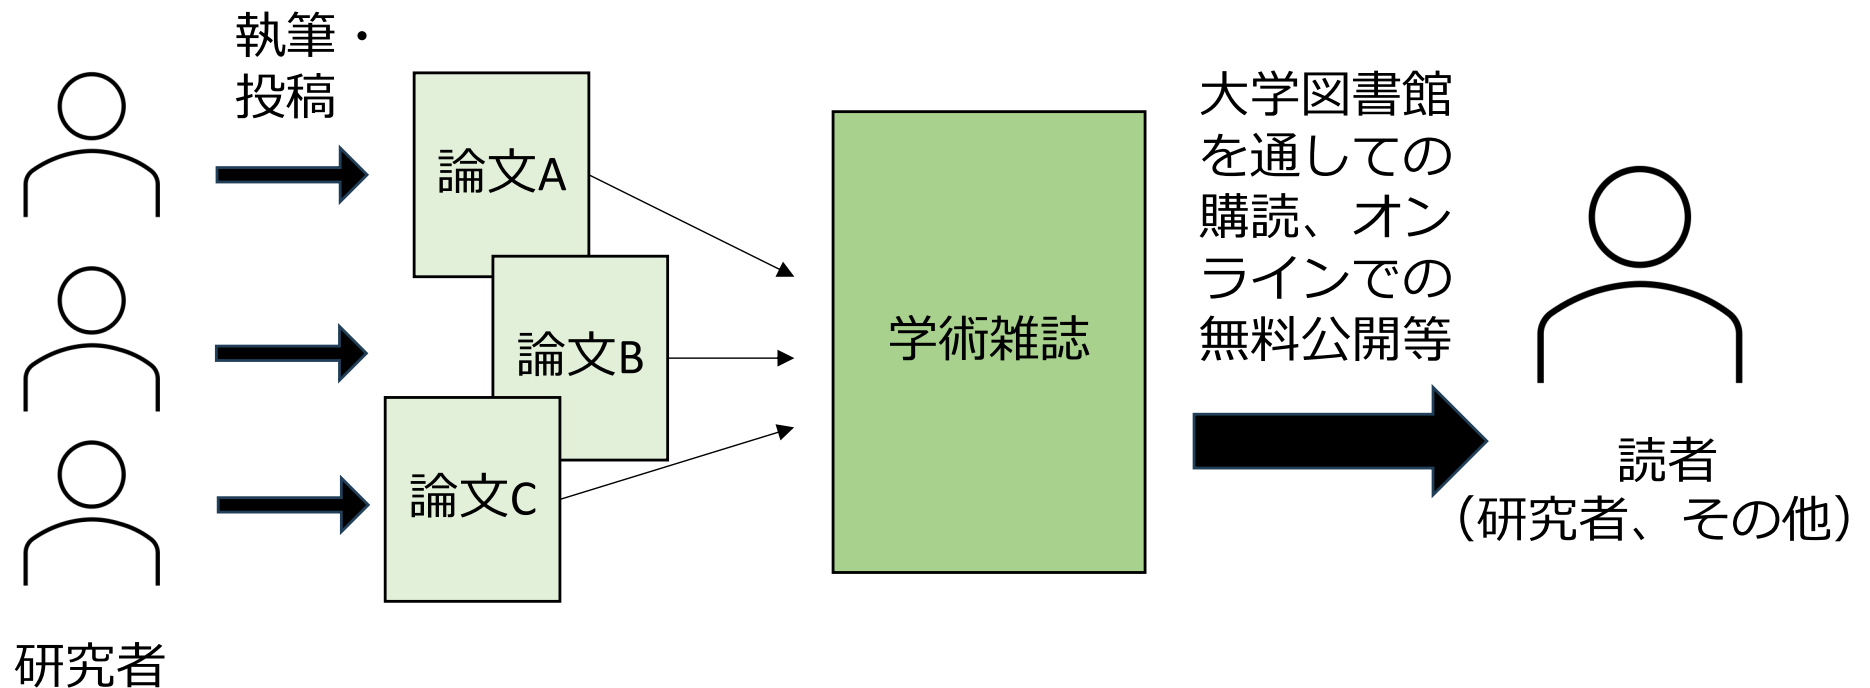 執筆・
投稿
論文A
論文B
論文C
研究者
学術雑誌
大学図書館
を通しての
購読、オン
ラインでの
無料公開等
読者
（研究者、その他）